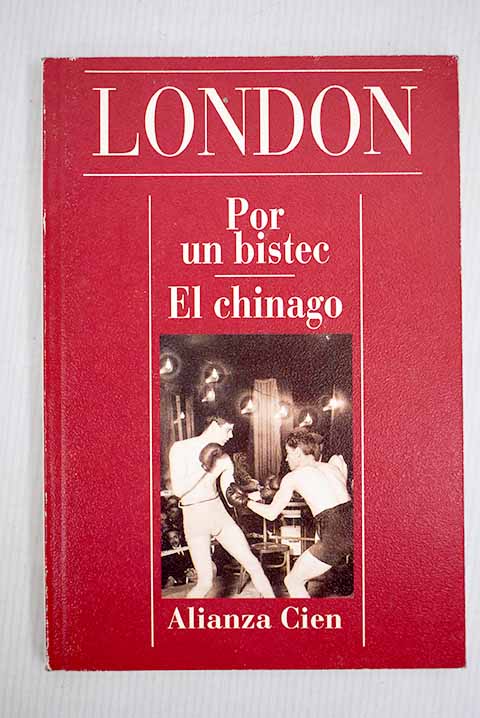 LONDON
Por
un bistec
El chinago
Alianza Cien